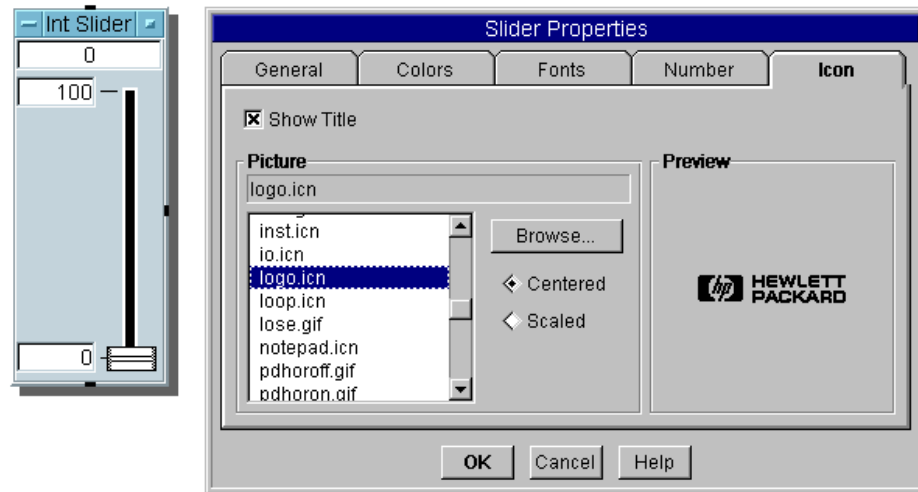 Int Slider
0
100
0
Slider Properties
General
Colors
Fonts
Number
Icon
Show Title
Picture
logo.icn
inst.icn
io.icn
logo.icn
loop.icn
lose.gif
notepad.icn
pdhoroff.gif
pdhoron.gif
Browse...
Centered
Scaled
Preview
hp HEWLETT
PACKARD
OK
Cancel
Help